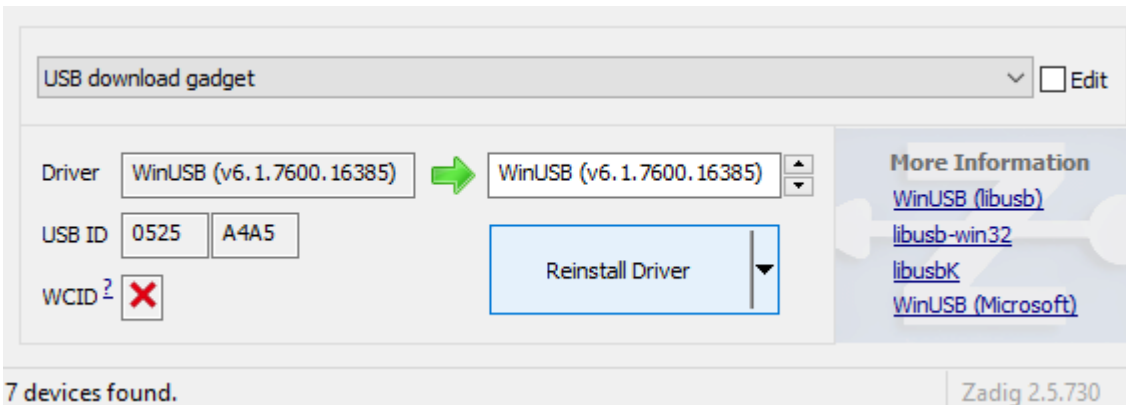 USB download gadget
Edit
Driver WinUSB (v6.1.7600.16385) WinUSB (v6.1.7600.16385)
USB ID 0525 A4A5
WCID ?
Reinstall Driver
More Information
WinUSB (libusb)
libusb-win32
libusbK
WinUSB (Microsoft)
7 devices found.
Zadig 2.5.730